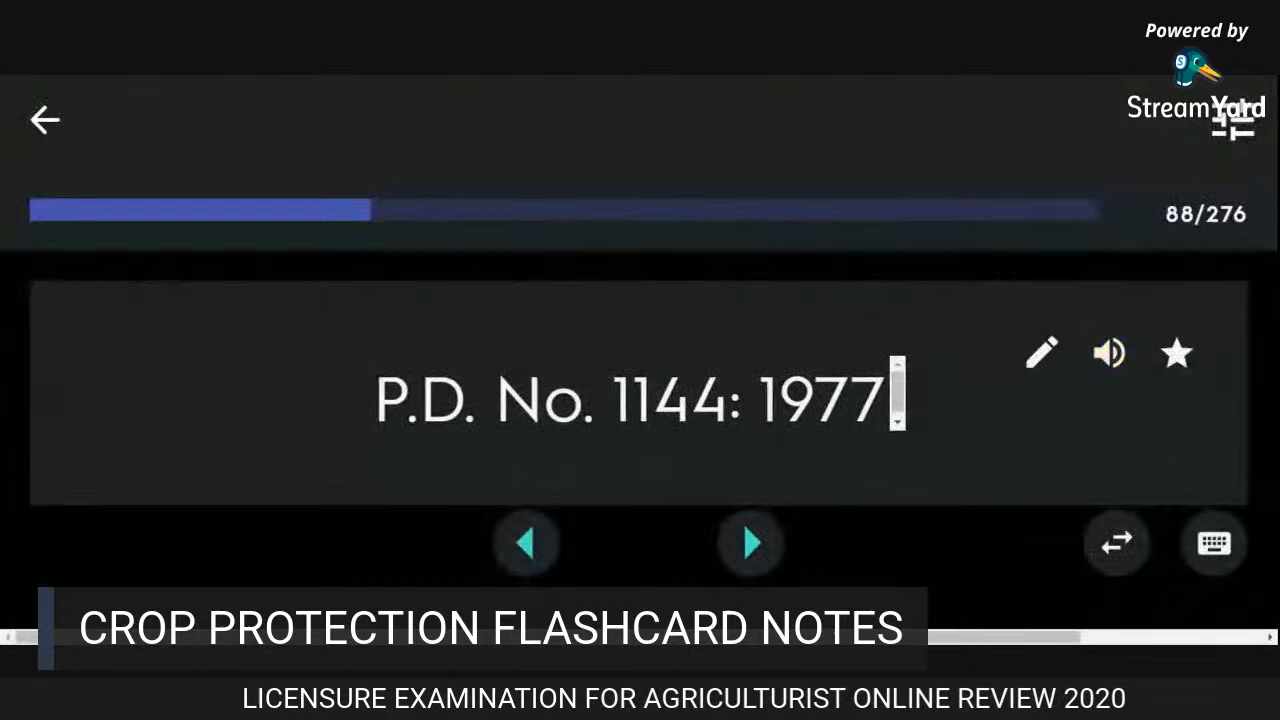 Powered by
StreamYard
88/276
P.D. No. 1144: 1977
CROP PROTECTION FLASHCARD NOTES
LICENSURE EXAMINATION FOR AGRICULTURIST ONLINE REVIEW 2020